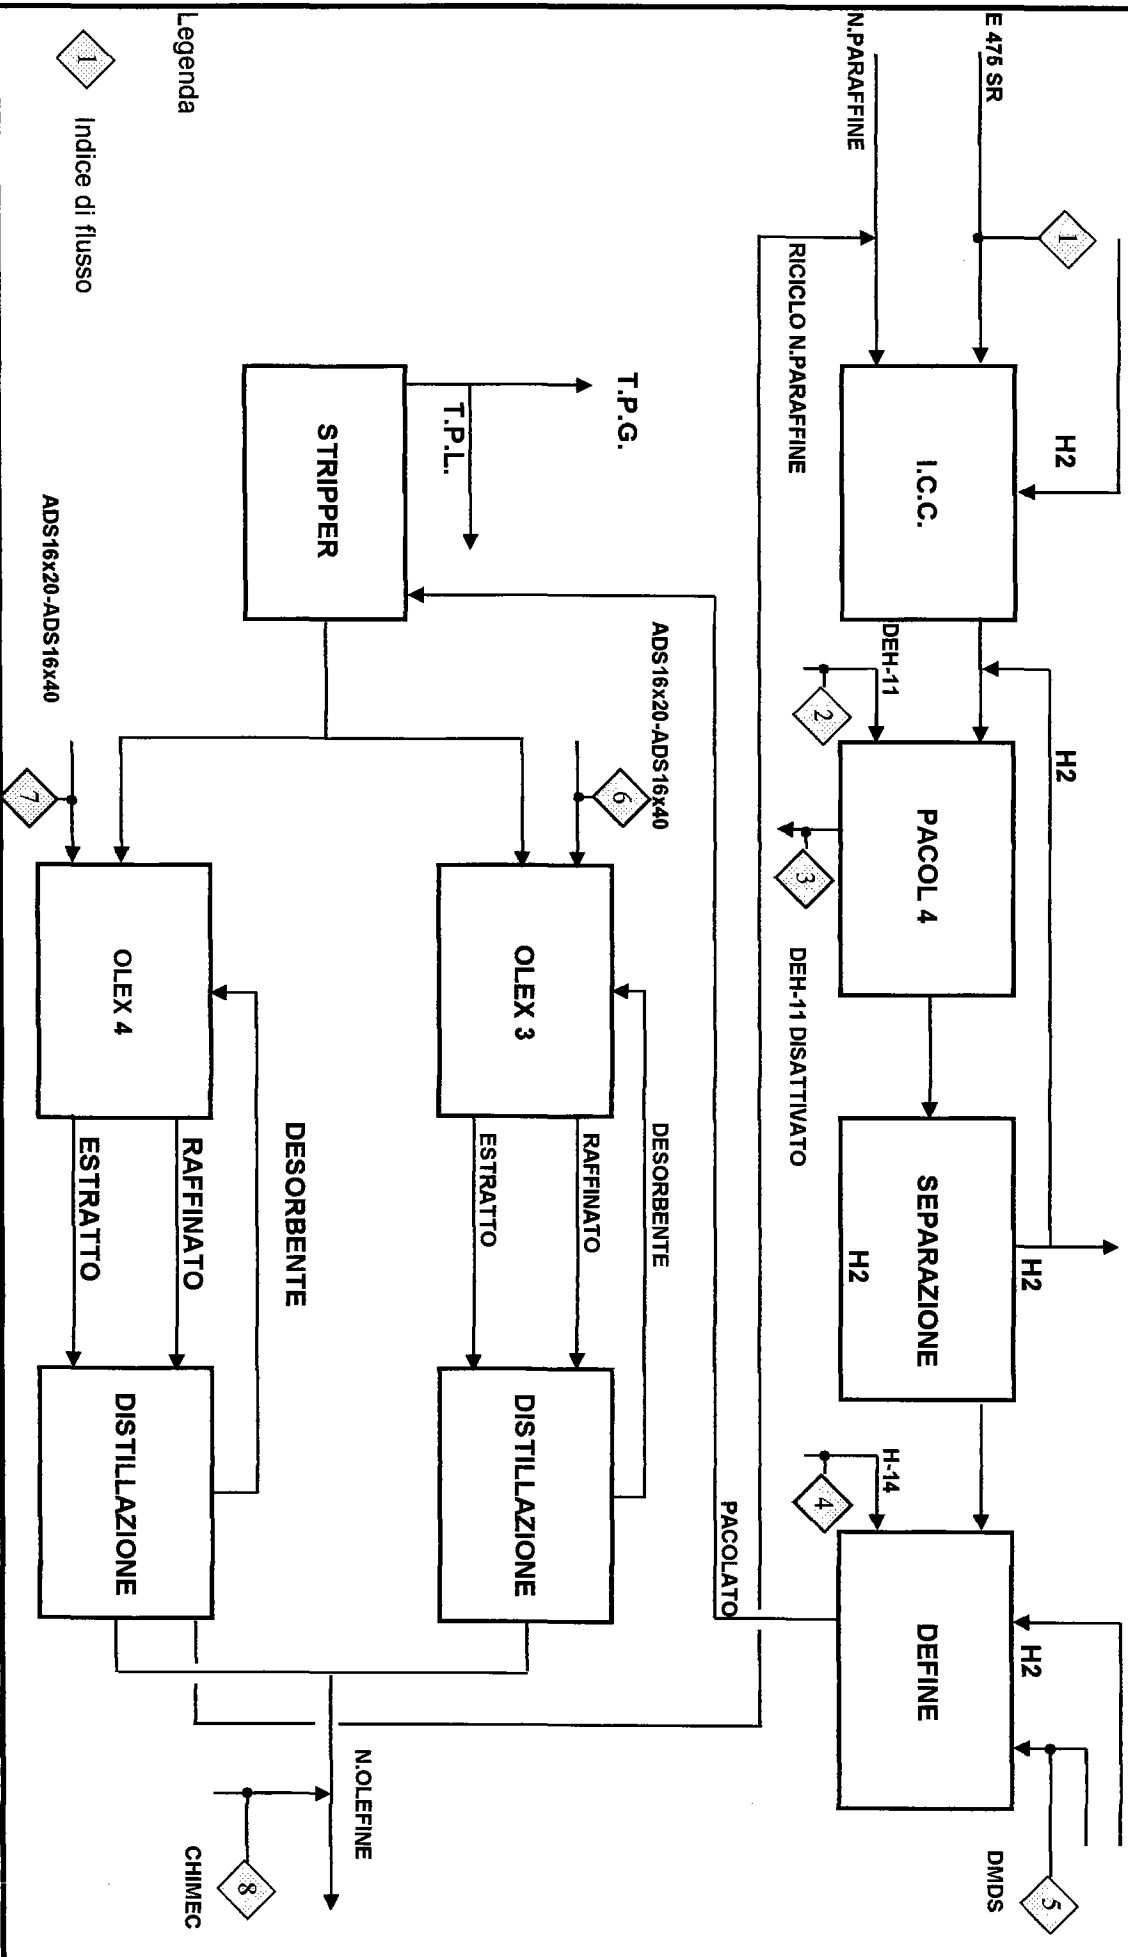 E 475 SR
N.PARAFFINE
1
H2
I.C.C.
RICICLO N.PARAFFINE
DEH-11
2
H2
PACOL 4
3
DEH-11 DISATTIVATO
SEPARAZIONE
H2
H2
H-14
4
DEFINE
H2
DMDS
5
PACOLATO
T.P.G.
T.P.L.
STRIPPER
ADS16x20-ADS16x40
6
OLEX 3
DESORBENTE
RAFFINATO
ESTRATTO
DISTILLAZIONE
ADS16x20-ADS16x40
7
OLEX 4
DESORBENTE
RAFFINATO
ESTRATTO
DISTILLAZIONE
N.OLEFINE
CHIMEC
8
Legenda
1
Indice di flusso